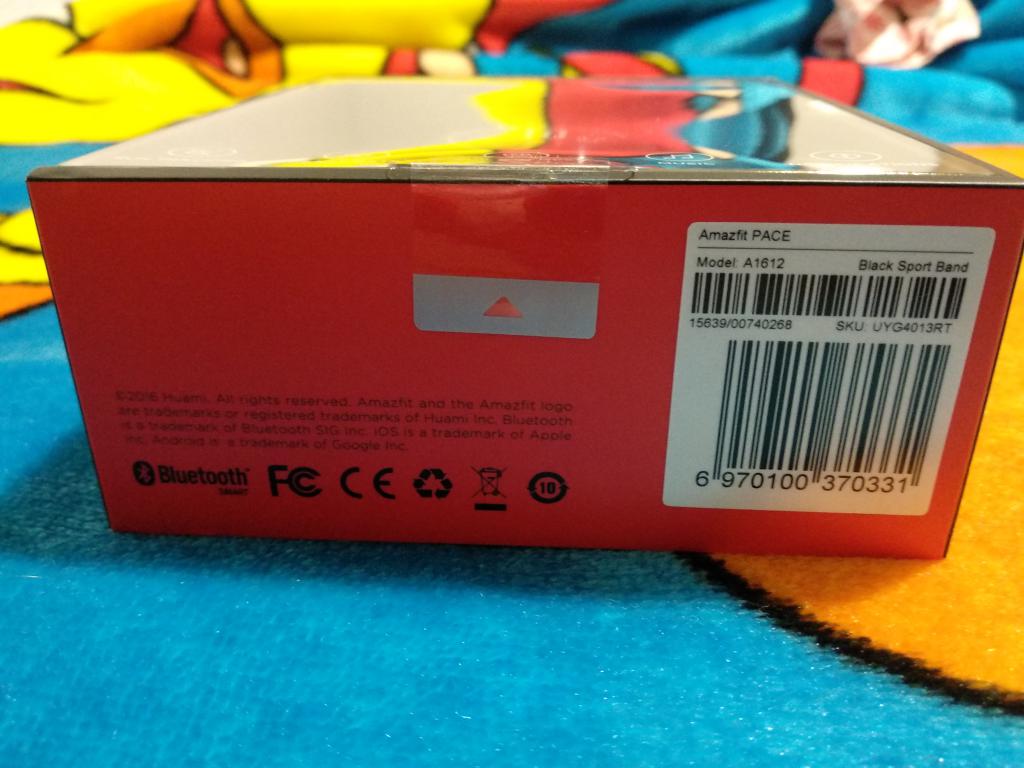 Amazfit PACE
Model: A1612 Black Sport Band
15639/00740268 SKU: UYG4013RT
6 970100 370331
©2016 Huami. All rights reserved. Amazfit and the Amazfit logo
are trademarks or registered trademarks of Huami Inc. Bluetooth
is a trademark of Bluetooth SIG Inc. iOS is a trademark of Apple
Inc. Android is a trademark of Google Inc.
Bluetooth
SMART
FC CE 10